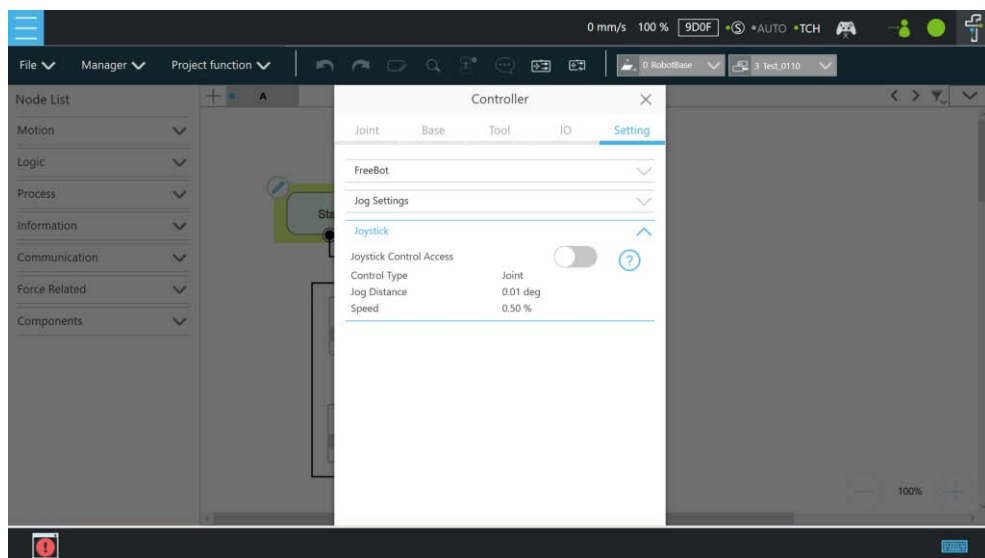 0 mm/s 100 % 9D0F S AUTO TCH
File Manager Project function 0 RobotBase 3 Test_0110
Node List A
Controller
Joint Base Tool IO Setting
Motion
Logic
Process
Information
Communication
Force Related
Components
Sta
FreeBot
Jog Settings
Joystick
Joystick Control Access ?
Control Type Joint
Jog Distance 0.01 deg
Speed 0.50 %
100%